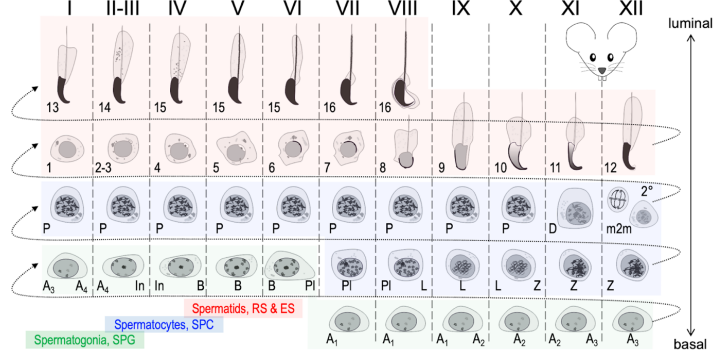 I II-III IV V VI VII VIII IX X XI XII
luminal
13 14 15 15 15 16 16
1 2-3 4 5 6 7 8 9 10 11 12
2°
P P P P P P P P P D m2m
A3 A4 A4 In In B B B Pl Pl Pl L L L Z Z Z
Spermatids, RS & ES
Spermatocytes, SPC
A1 A1 A1 A2 A2 A2 A3 A3
Spermatogonia, SPG
basal